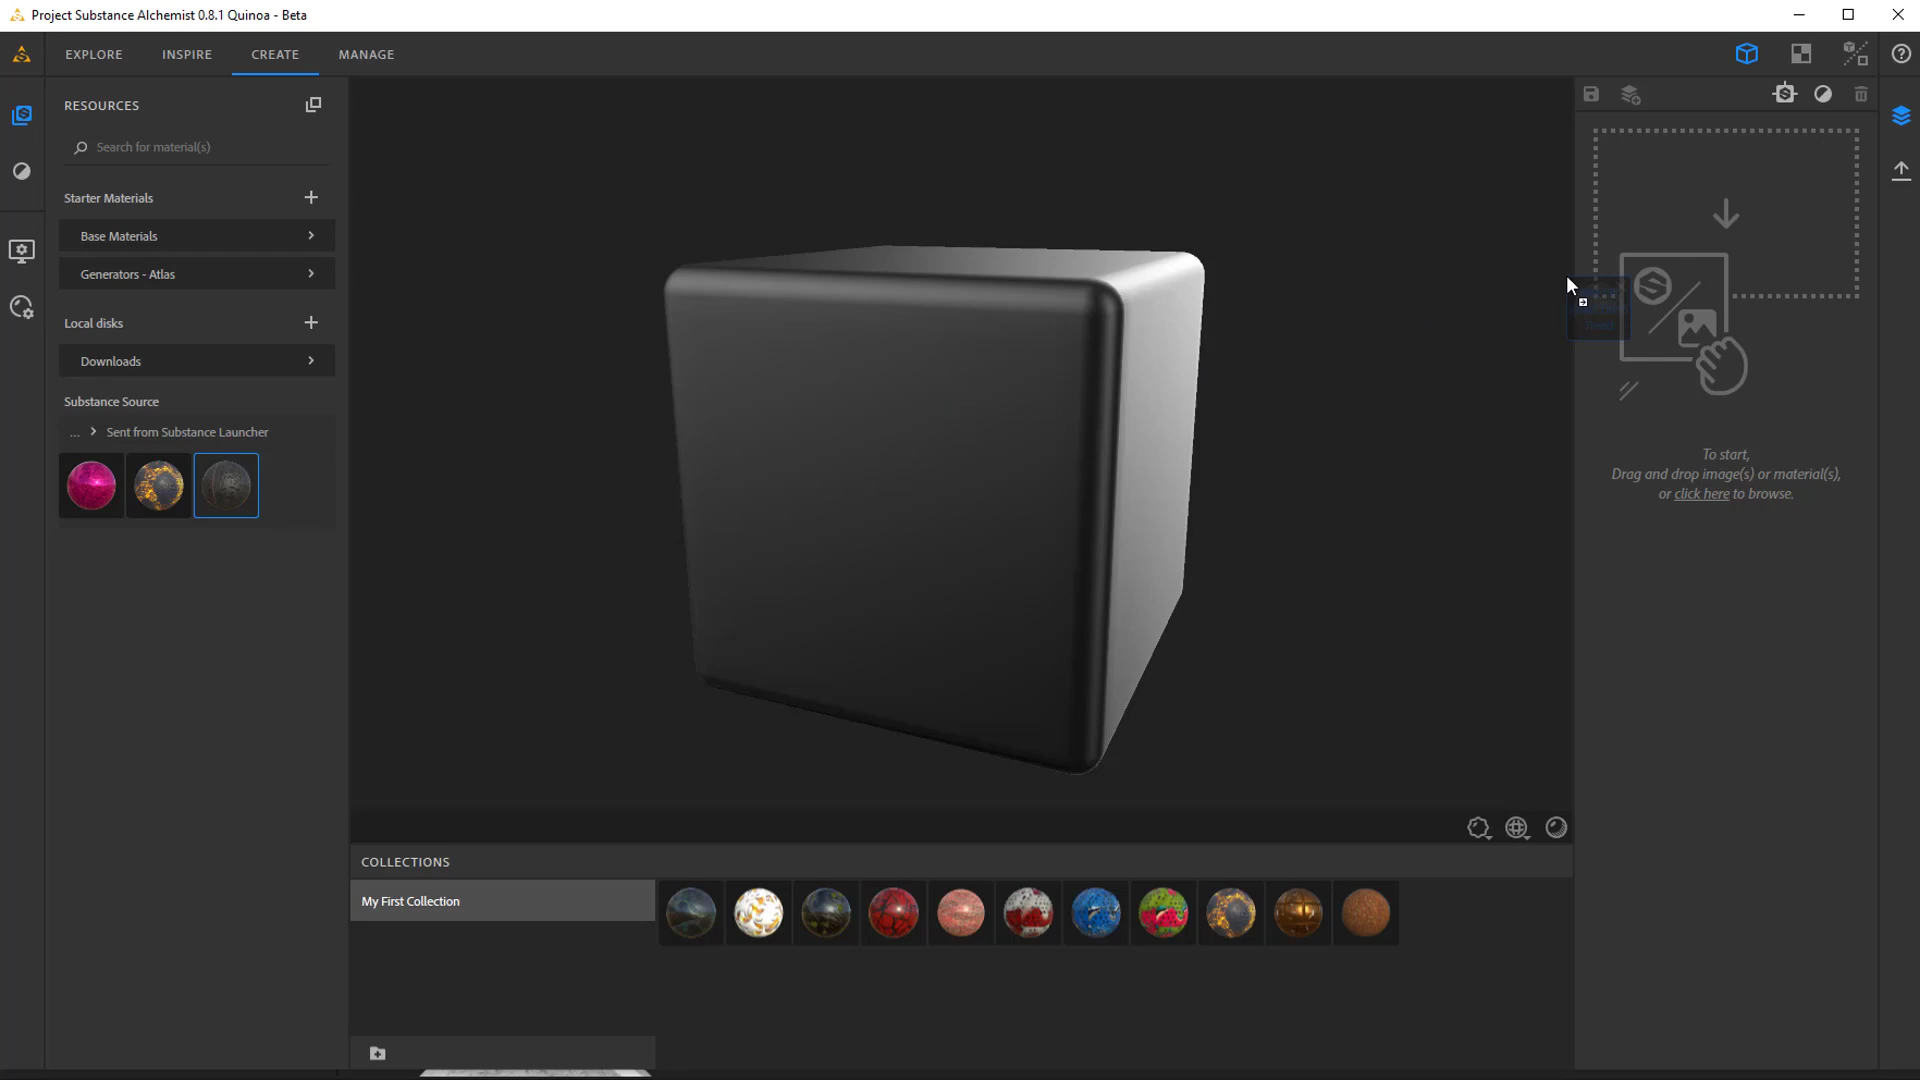 Project Substance Alchemist 0.8.1 Quinoa - Beta
EXPLORE INSPIRE CREATE MANAGE
RESOURCES
Search for material(s)
Starter Materials
Base Materials
Generators - Atlas
Local disks
Downloads
Substance Source
... > Sent from Substance Launcher
To start,
Drag and drop image(s) or material(s),
or click here to browse.
COLLECTIONS
My First Collection